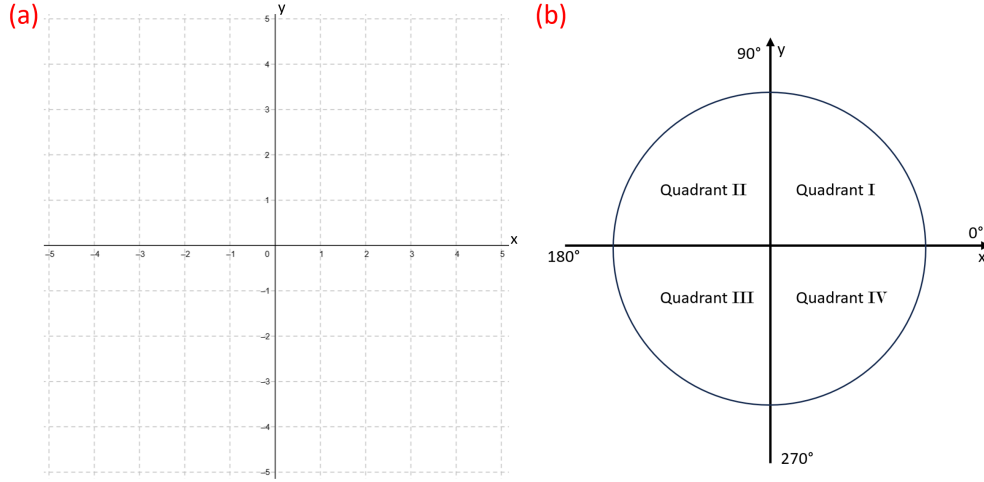 (a)
y
5
4
3
2
1
x
–5 –4 –3 –2 –1 0 1 2 3 4 5
–1
–2
–3
–4
–5
(b)
90° y
Quadrant II Quadrant I
0°
180° x
Quadrant III Quadrant IV
270°